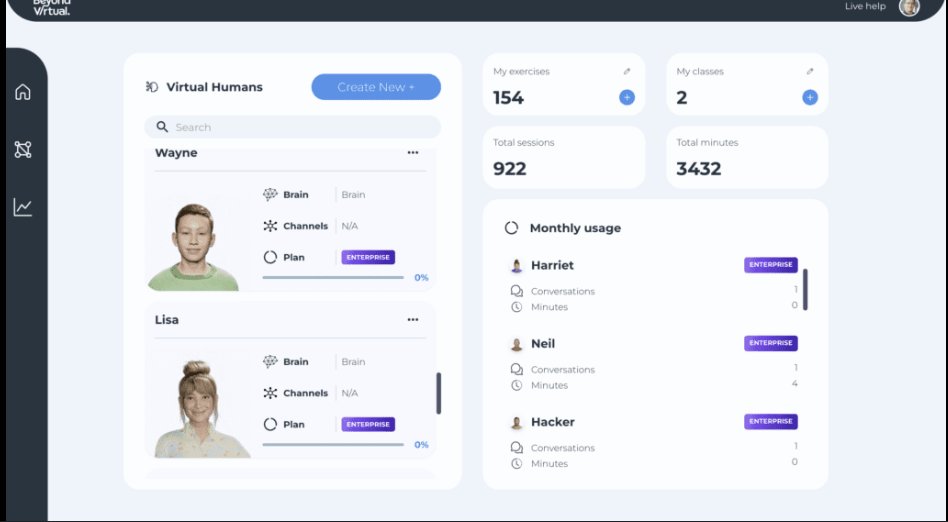 Beyond
Virtual.
Live help
Virtual Humans
Create New +
Search
Wayne
Brain Brain
Channels N/A
Plan ENTERPRISE
0%
Lisa
Brain Brain
Channels N/A
Plan ENTERPRISE
0%
My exercises
154
My classes
2
Total sessions
922
Total minutes
3432
Monthly usage
Harriet ENTERPRISE
Conversations 1
Minutes 0
Neil ENTERPRISE
Conversations 1
Minutes 4
Hacker ENTERPRISE
Conversations 1
Minutes 0